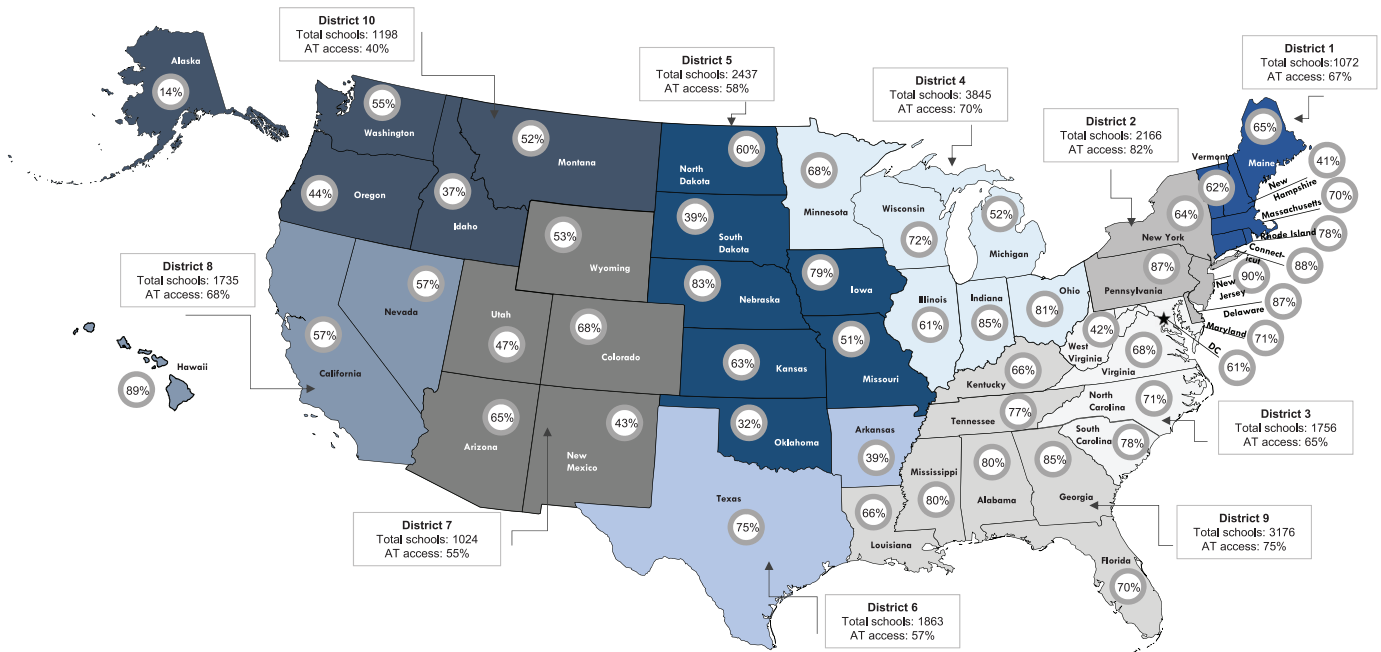 District 10
Total schools: 1198
AT access: 40%
District 5
Total schools: 2437
AT access: 58%
District 4
Total schools: 3845
AT access: 70%
District 1
Total schools:1072
AT access: 67%
District 2
Total schools: 2166
AT access: 82%
Alaska
14%
55%
Washington
52%
Montana
44%
Oregon
37%
Idaho
60%
North
Dakota
39%
South
Dakota
68%
Minnesota
Wisconsin
72%
52%
Michigan
65%
Maine
Vermont
62%
41%
New
Hampshire
70%
Massachusetts
78%
Rhode Island
88%
Connect-
icut
64%
New York
87%
Pennsylvania
90%
New
Jersey
87%
Delaware
71%
Maryland
61%
DC
District 8
Total schools: 1735
AT access: 68%
57%
Nevada
57%
California
Hawaii
89%
53%
Wyoming
Utah
47%
68%
Colorado
83%
Nebraska
79%
Iowa
Illinois
61%
Indiana
85%
Ohio
81%
42%
West
Virginia
68%
Virginia
63%
Kansas
51%
Missouri
66%
Kentucky
77%
Tennessee
North
Carolina
71%
South
Carolina
78%
District 3
Total schools: 1756
AT access: 65%
65%
Arizona
43%
New
Mexico
32%
Oklahoma
Arkansas
39%
Texas
75%
66%
Louisiana
Mississippi
80%
80%
Alabama
85%
Georgia
Florida
70%
District 7
Total schools: 1024
AT access: 55%
District 9
Total schools: 3176
AT access: 75%
District 6
Total schools: 1863
AT access: 57%